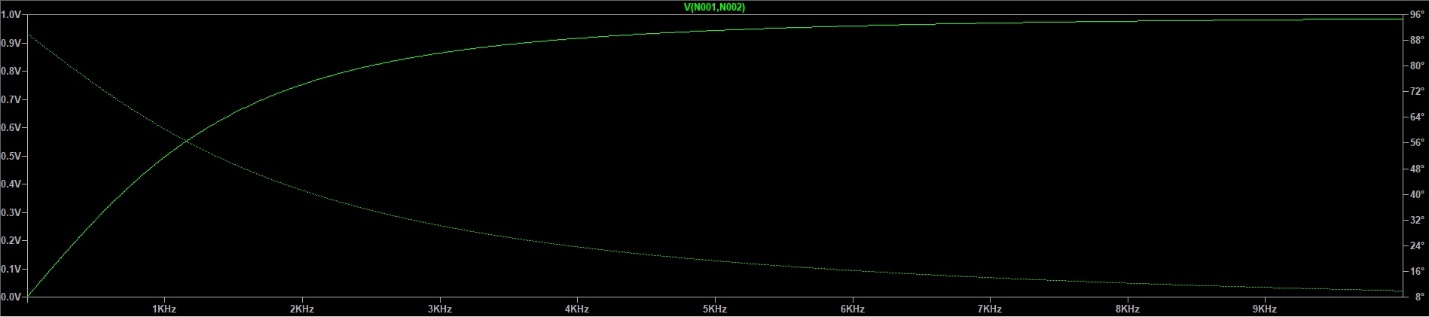 V(N001,N002)
1.0V
0.9V
0.8V
0.7V
0.6V
0.5V
0.4V
0.3V
0.2V
0.1V
0.0V
96°
88°
80°
72°
64°
56°
48°
40°
32°
24°
16°
8°
1KHz 2KHz 3KHz 4KHz 5KHz 6KHz 7KHz 8KHz 9KHz